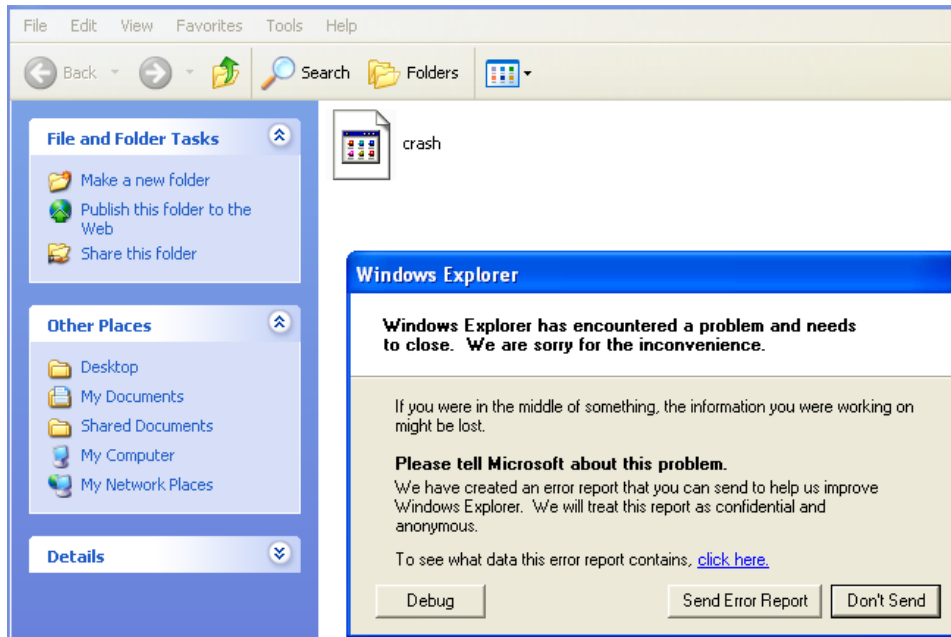 File Edit View Favorites Tools Help
Back Search Folders
File and Folder Tasks
Make a new folder
Publish this folder to the
Web
Share this folder
Other Places
Desktop
My Documents
Shared Documents
My Computer
My Network Places
Details
crash
Windows Explorer
Windows Explorer has encountered a problem and needs
to close. We are sorry for the inconvenience.
If you were in the middle of something, the information you were working on
might be lost.
Please tell Microsoft about this problem.
We have created an error report that you can send to help us improve
Windows Explorer. We will treat this report as confidential and
anonymous.
To see what data this error report contains, click here.
Debug Send Error Report Don't Send